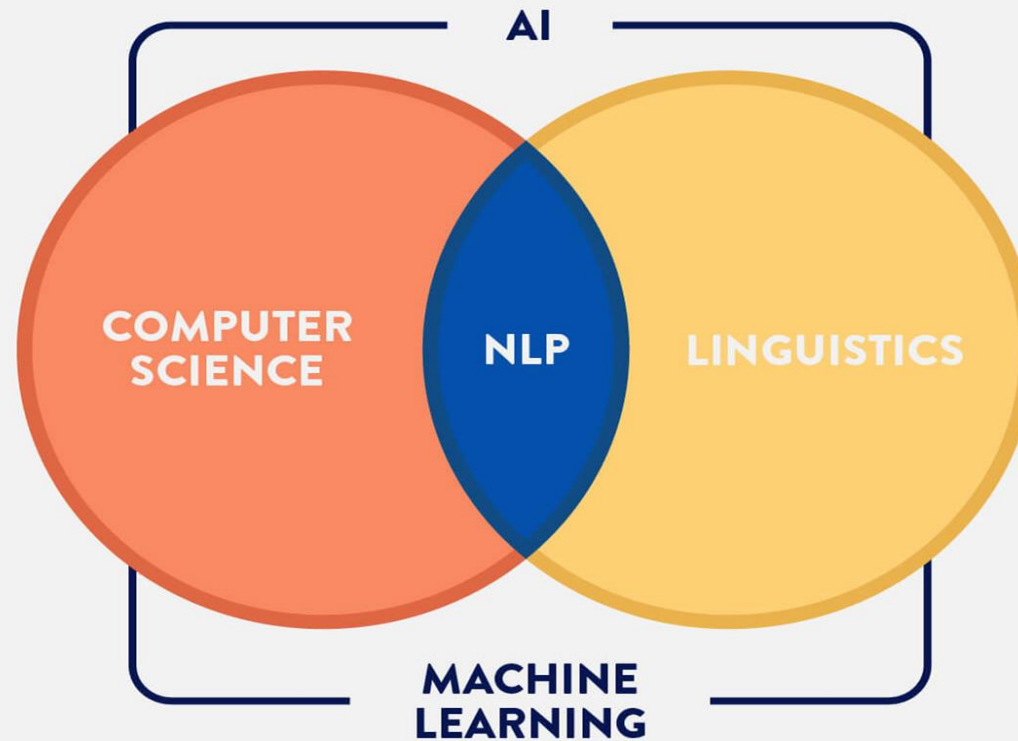 AI
COMPUTER
SCIENCE
NLP
LINGUISTICS
MACHINE
LEARNING